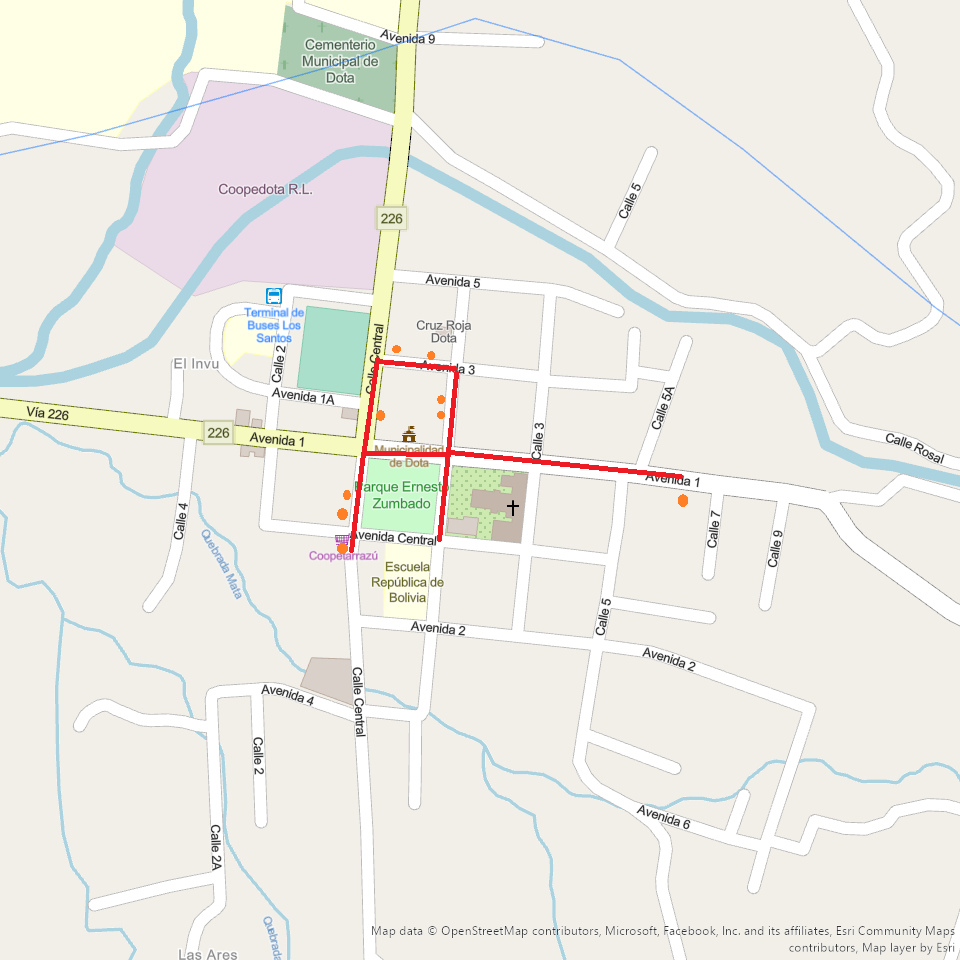 Avenida 9
Cementerio
Municipal de
Dota
Coopedota R.L.
Calle 5
226
Avenida 5
Terminal de
Buses Los
Santos
Cruz Roja
Dota
Calle Central
El Invu
Calle 2
Avenida 3
Avenida 1A
Calle 5A
Vía 226
226
Avenida 1
Calle 3
Calle Rosal
Municipalidad
de Dota
Avenida 1
Parque Ernesto
Zumbado
Calle 4
Calle 7
Calle 9
Avenida Central
Quebrada Mata
Coopetarrazú
Escuela
República de
Bolivia
Calle 5
Avenida 2
Avenida 2
Avenida 4
Calle Central
Calle 2
Avenida 6
Calle 2A
Quebrada
Las Ares
Map data © OpenStreetMap contributors, Microsoft, Facebook, Inc. and its affiliates, Esri Community Maps
contributors, Map layer by Esri